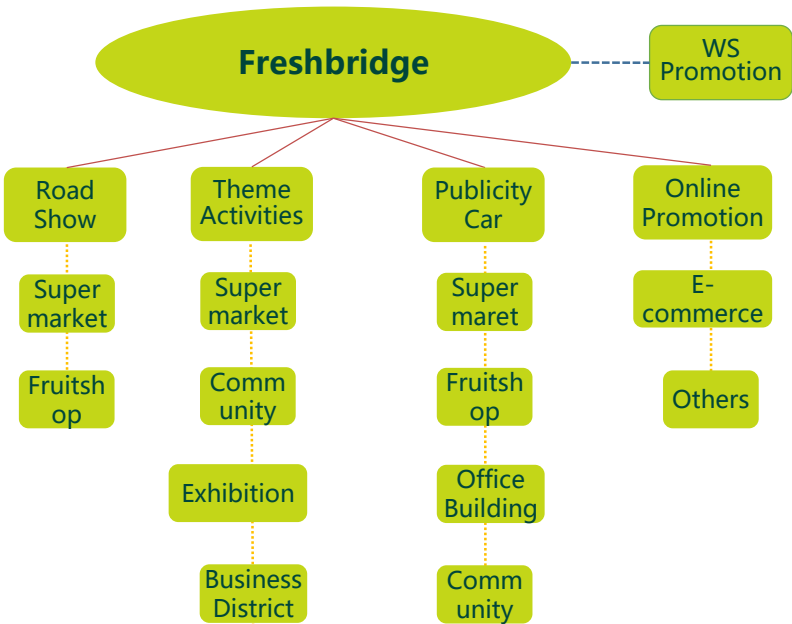 Freshbridge
WS
Promotion
Road
Show
Super
market
Fruitsh
op
Theme
Activities
Super
market
Comm
unity
Exhibition
Business
District
Publicity
Car
Super
maret
Fruitsh
op
Office
Building
Comm
unity
Online
Promotion
E-
commerce
Others